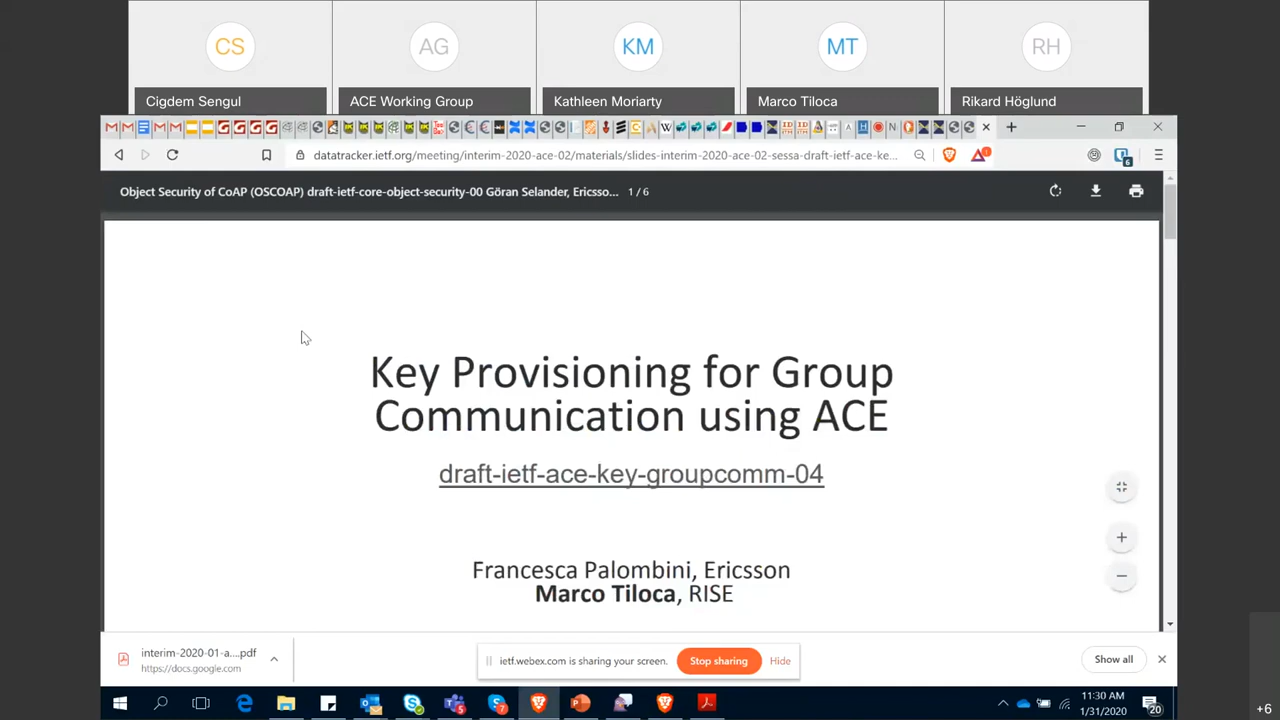 CS
AG
KM
MT
RH
Cigdem Sengul
ACE Working Group
Kathleen Moriarty
Marco Tiloca
Rikard Höglund
datatracker.ietf.org/meeting/interim-2020-ace-02/materials/slides-interim-2020-ace-02-sessa-draft-ietf-ace-ke...
Object Security of CoAP (OSCOAP) draft-ietf-core-object-security-00 Göran Selander, Ericsso... 1 / 6
Key Provisioning for Group
Communication using ACE
draft-ietf-ace-key-groupcomm-04
Francesca Palombini, Ericsson
Marco Tiloca, RISE
interim-2020-01-a....pdf
https://docs.google.com
ietf.webex.com is sharing your screen.
Stop sharing
Hide
Show all
11:30 AM
1/31/2020
20
+6